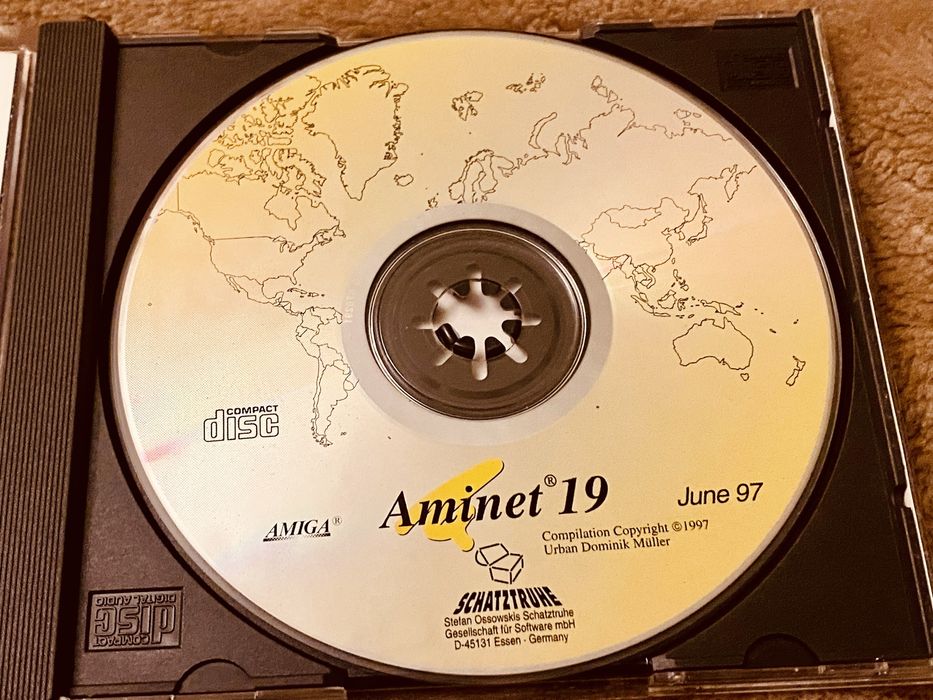 COMPACT
disc
AMIGA®
Aminet® 19
June 97
Compilation Copyright ©1997
Urban Dominik Müller
SCHATZTRUHE
Stefan Ossowskis Schatztruhe
Gesellschaft für Software mbH
D-45131 Essen - Germany
COMPACT
disc
DIGITAL AUDIO